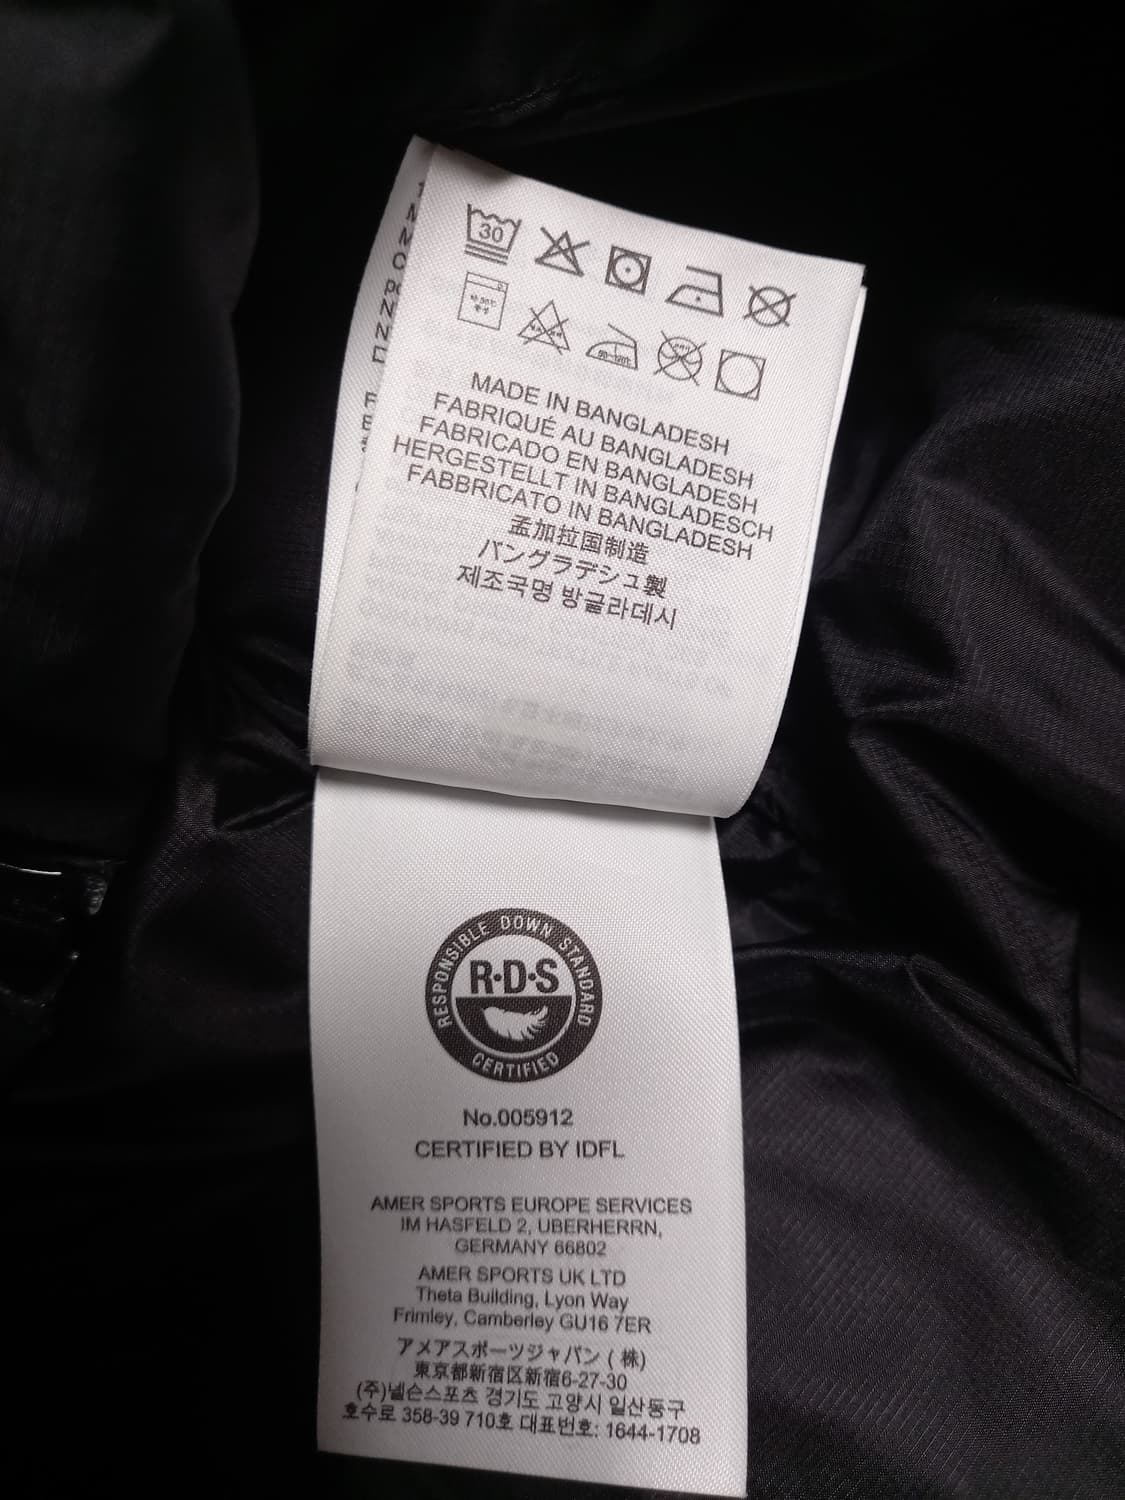 30
MADE IN BANGLADESH
FABRIQUÉ AU BANGLADESH
FABRICADO EN BANGLADESH
HERGESTELLT IN BANGLADESCH
FABBRICATO IN BANGLADESH
孟加拉国制造
バングラデシュ製
제조국명 방글라데시
RESPONSIBLE DOWN STANDARD
R·D·S
CERTIFIED
No.005912
CERTIFIED BY IDFL
AMER SPORTS EUROPE SERVICES
IM HASFELD 2, UBERHERRN,
GERMANY 66802
AMER SPORTS UK LTD
Theta Building, Lyon Way
Frimley, Camberley GU16 7ER
アメアスポーツジャパン (株)
東京都新宿区新宿6-27-30
(주)넬슨스포츠 경기도 고양시 일산동구
호수로 358-39 710호 대표번호: 1644-1708